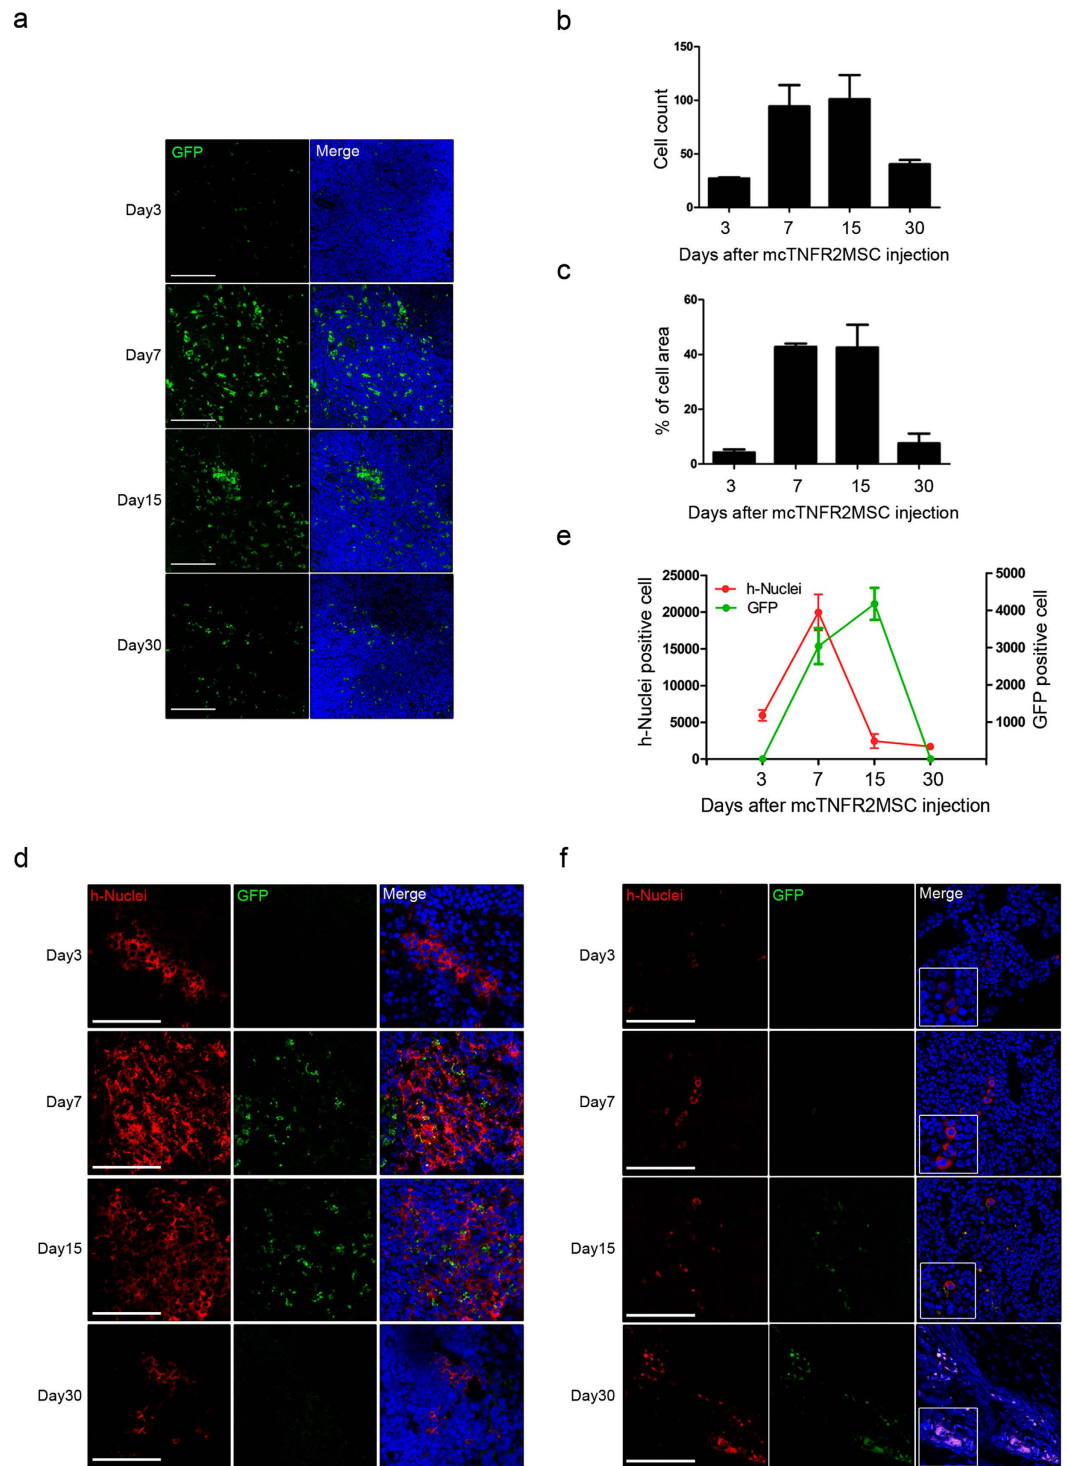 a
GFP
Merge
Day3
Day7
Day15
Day30
b
150
100
50
0
Cell count
3 7 15 30
Days after mcTNFR2MSC injection
c
60
40
20
0
% of cell area
3 7 15 30
Days after mcTNFR2MSC injection
e
h-Nuclei
GFP
25000
20000
15000
10000
5000
0
h-Nuclei positive cell
5000
4000
3000
2000
1000
GFP positive cell
3 7 15 30
Days after mcTNFR2MSC injection
d
h-Nuclei
GFP
Merge
Day3
Day7
Day15
Day30
f
h-Nuclei
GFP
Merge
Day3
Day7
Day15
Day30